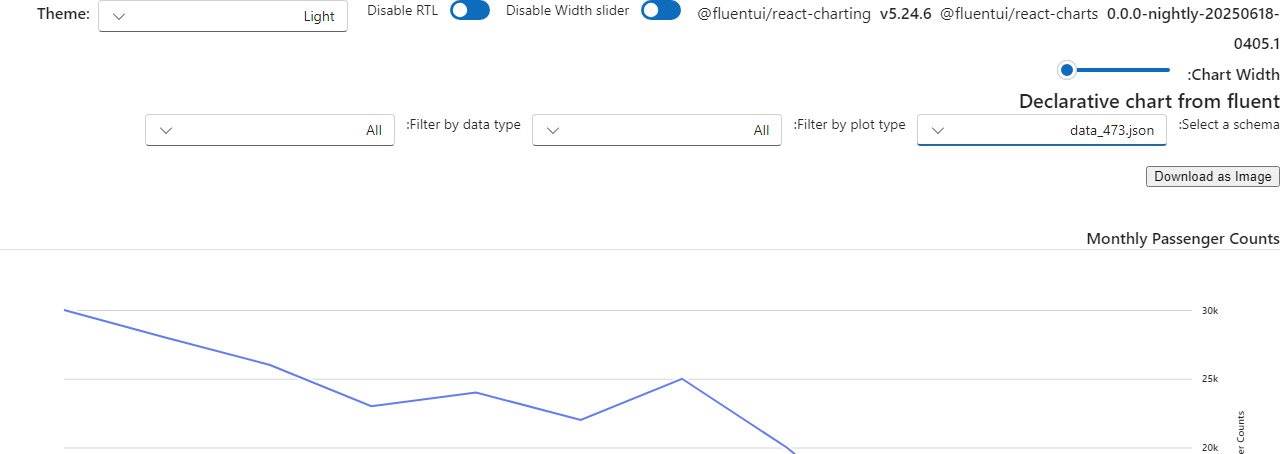 Theme:
Light
Disable RTL
Disable Width slider
@fluentui/react-charting v5.24.6 @fluentui/react-charts 0.0.0-nightly-20250618-
0405.1
:Chart Width
Declarative chart from fluent
:Select a schema
data_473.json
:Filter by plot type
All
:Filter by data type
All
Download as Image
Monthly Passenger Counts
30k
25k
20k
Counts